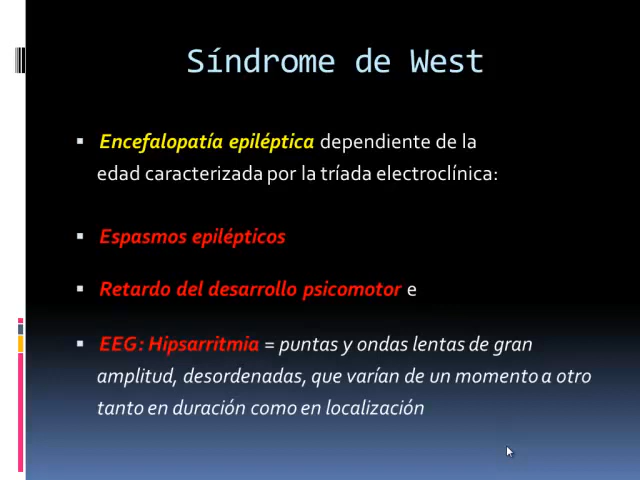 Síndrome de West
▪ Encefalopatía epiléptica dependiente de la
edad caracterizada por la tríada electroclínica:
▪ Espasmos epilépticos
▪ Retardo del desarrollo psicomotor e
▪ EEG: Hipsarritmia = puntas y ondas lentas de gran
amplitud, desordenadas, que varían de un momento a otro
tanto en duración como en localización